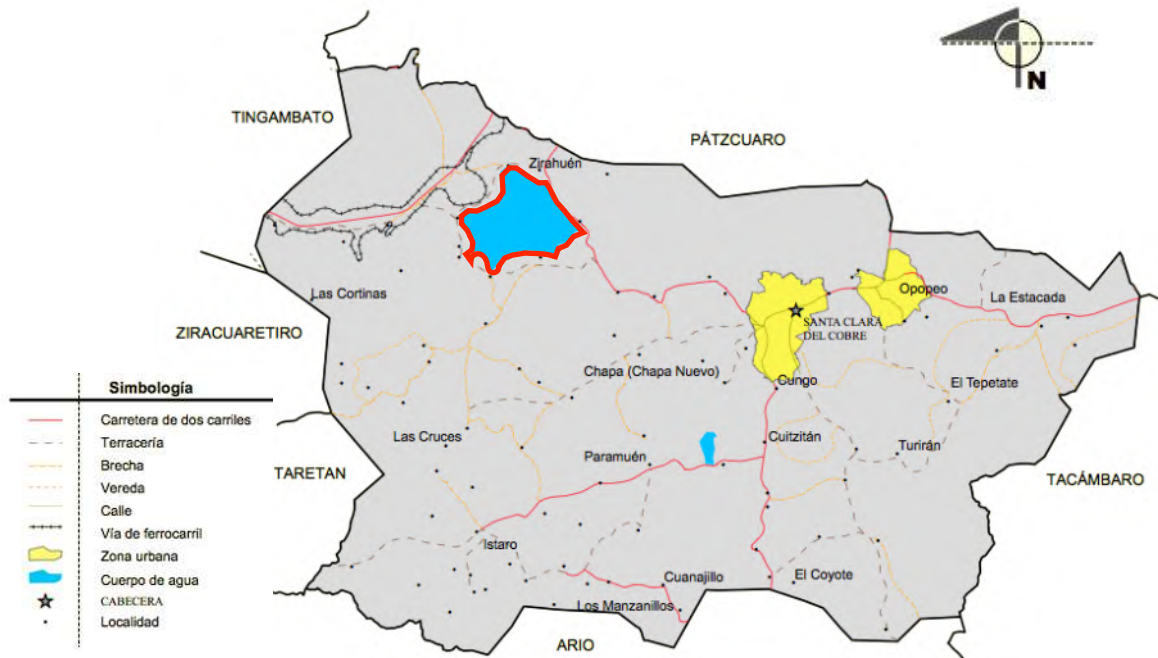 N
TINGAMBATO
PÁTZCUARO
Zirahuén
Las Cortinas
Opopeo
La Estacada
SANTA CLARA
DEL COBRE
ZIRACUARETIRO
Chapa (Chapa Nuevo)
Cungo
El Tepetate
Las Cruces
Cuitzitán
Turirán
Paramuén
TARETAN
TACÁMBARO
Istaro
Cuanajillo
El Coyote
Los Manzanillos
ARIO
Simbología
Carretera de dos carriles
Terracería
Brecha
Vereda
Calle
Vía de ferrocarril
Zona urbana
Cuerpo de agua
CABECERA
Localidad